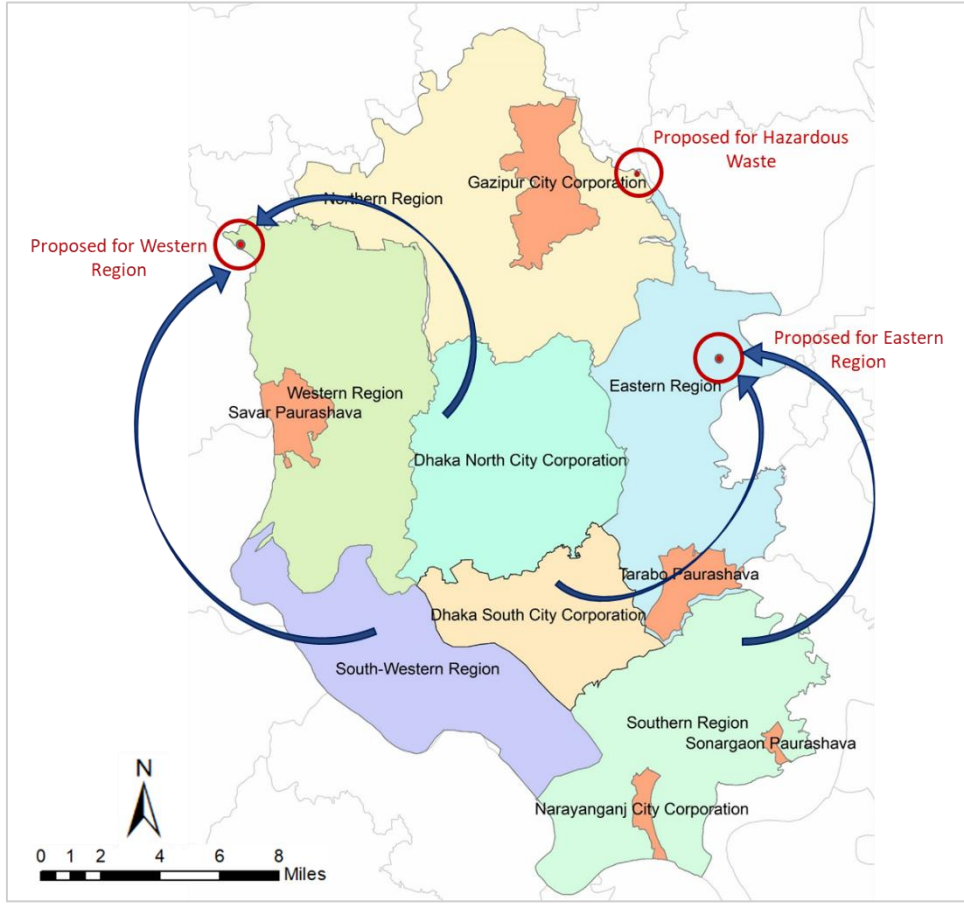 Proposed for Hazardous
Waste
Gazipur City Corporation
Northern Region
Proposed for Western
Region
Proposed for Eastern
Region
Eastern Region
Western Region
Savar Paurashava
Dhaka North City Corporation
Tarabo Paurashava
Dhaka South City Corporation
South-Western Region
Southern Region
Sonargaon Paurashava
Narayanganj City Corporation
N
0 1 2 4 6 8
Miles